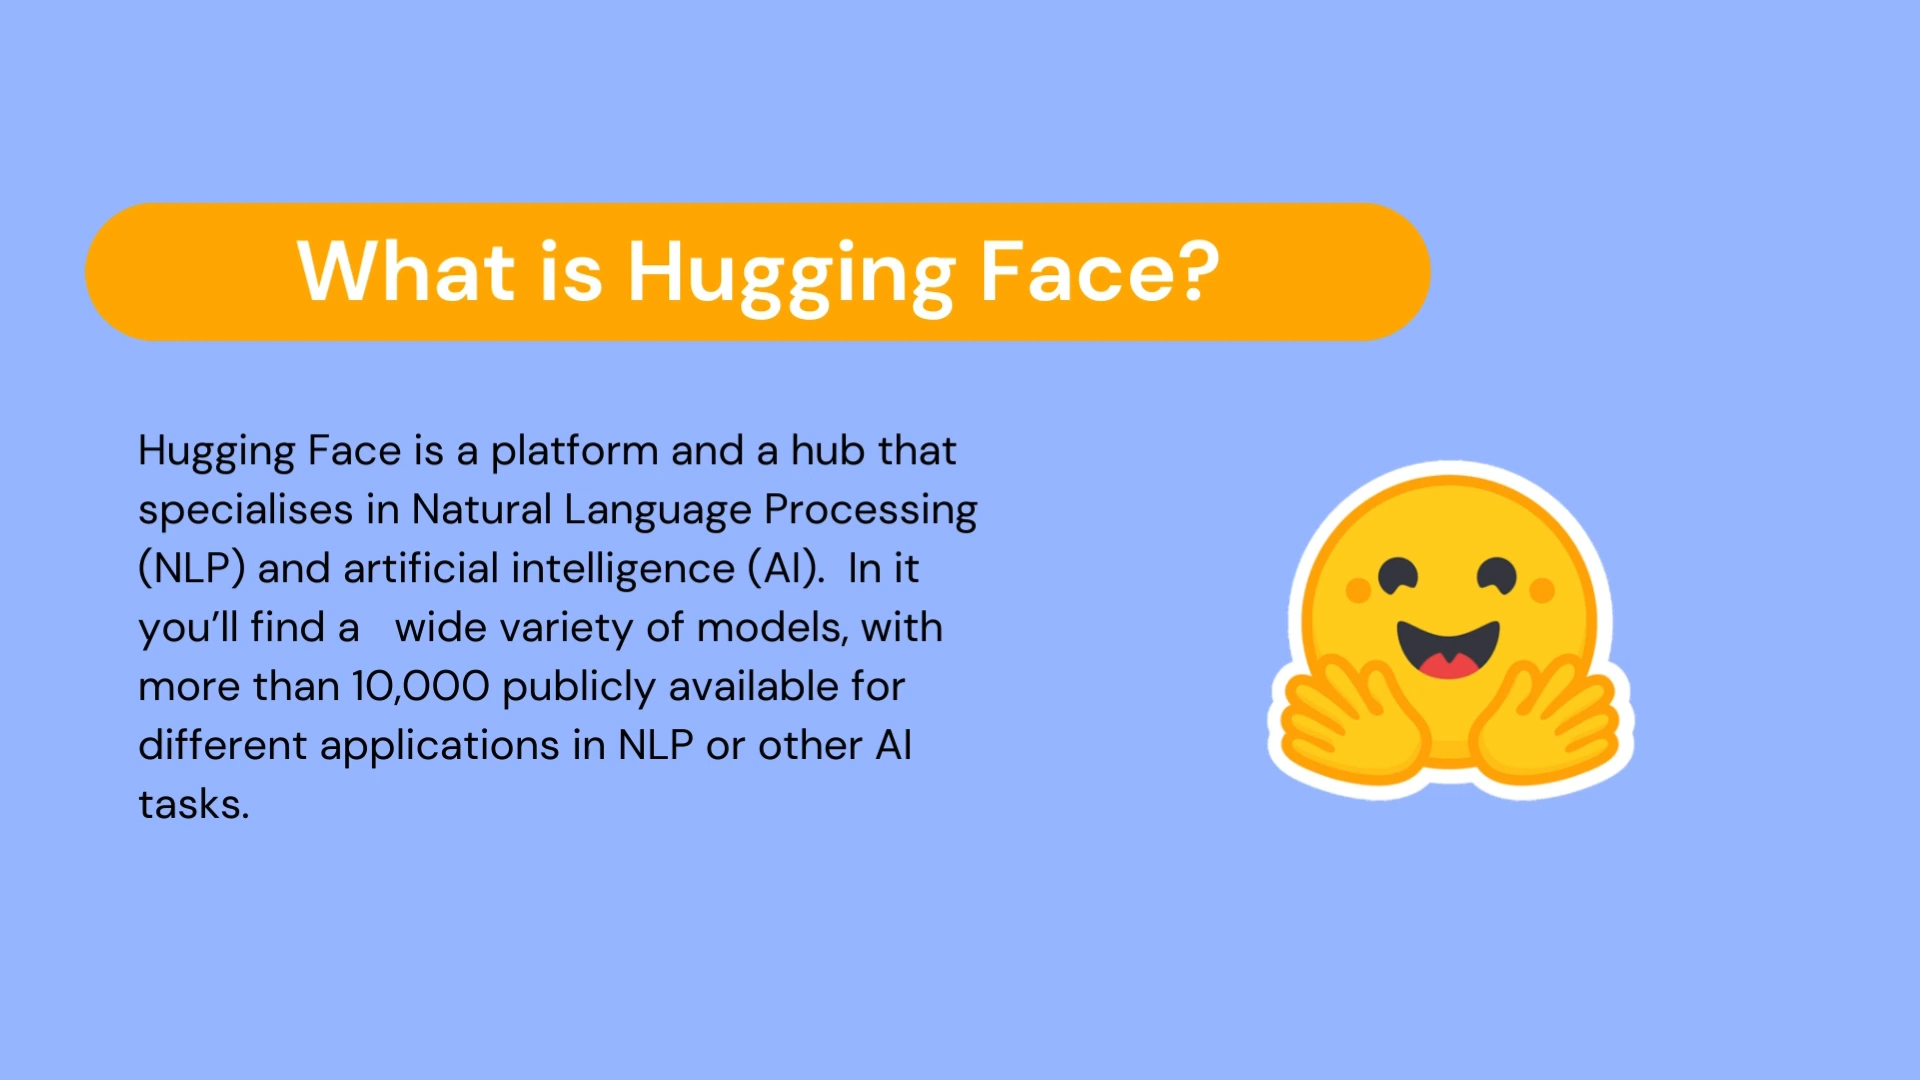 What is Hugging Face?
Hugging Face is a platform and a hub that
specialises in Natural Language Processing
(NLP) and artificial intelligence (AI).  In it
you’ll find a   wide variety of models, with
more than 10,000 publicly available for
different applications in NLP or other AI
tasks.